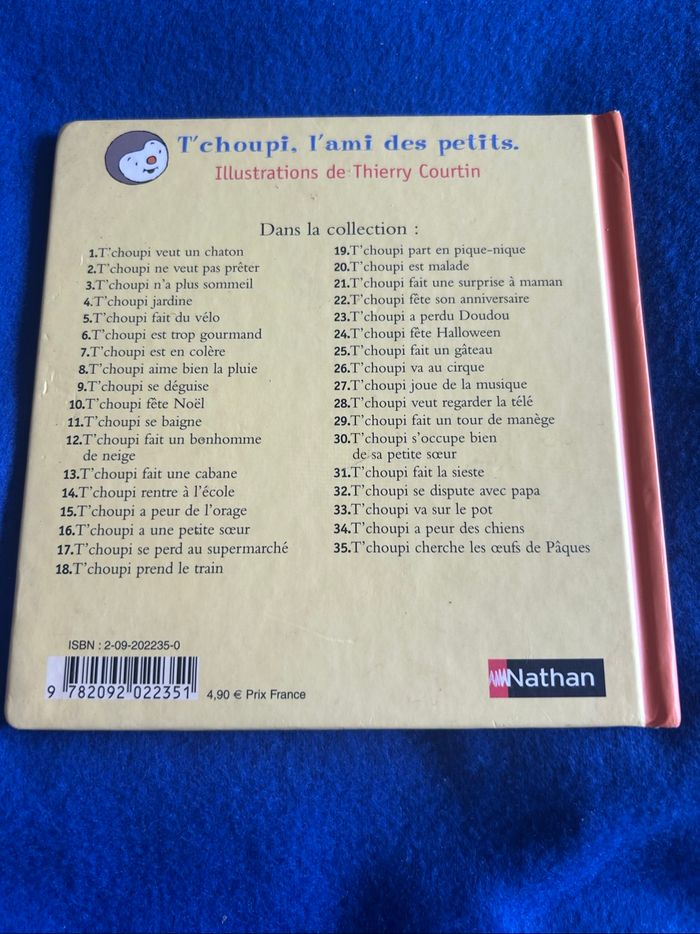 T'choupi, l'ami des petits.
Illustrations de Thierry Courtin
Dans la collection :
1.T'choupi veut un chaton
2.T'choupi ne veut pas prêter
3.T'choupi n'a plus sommeil
4.T'choupi jardine
5.T'choupi fait du vélo
6.T'choupi est trop gourmand
7.T'choupi est en colère
8.T'choupi aime bien la pluie
9.T'choupi se déguise
10.T'choupi fête Noël
11.T'choupi se baigne
12.T'choupi fait un bonhomme
de neige
13.T'choupi fait une cabane
14.T'choupi rentre à l'école
15.T'choupi a peur de l'orage
16.T'choupi a une petite sœur
17.T'choupi se perd au supermarché
18.T'choupi prend le train
19.T'choupi part en pique-nique
20.T'choupi est malade
21.T'choupi fait une surprise à maman
22.T'choupi fête son anniversaire
23.T'choupi a perdu Doudou
24.T'choupi fête Halloween
25.T'choupi fait un gâteau
26.T'choupi va au cirque
27.T'choupi joue de la musique
28.T'choupi veut regarder la télé
29.T'choupi fait un tour de manège
30.T'choupi s'occupe bien
de sa petite sœur
31.T'choupi fait la sieste
32.T'choupi se dispute avec papa
33.T'choupi va sur le pot
34.T'choupi a peur des chiens
35.T'choupi cherche les œufs de Pâques
ISBN : 2-09-202235-0
9 782092 022351
4,90 € Prix France
Nathan